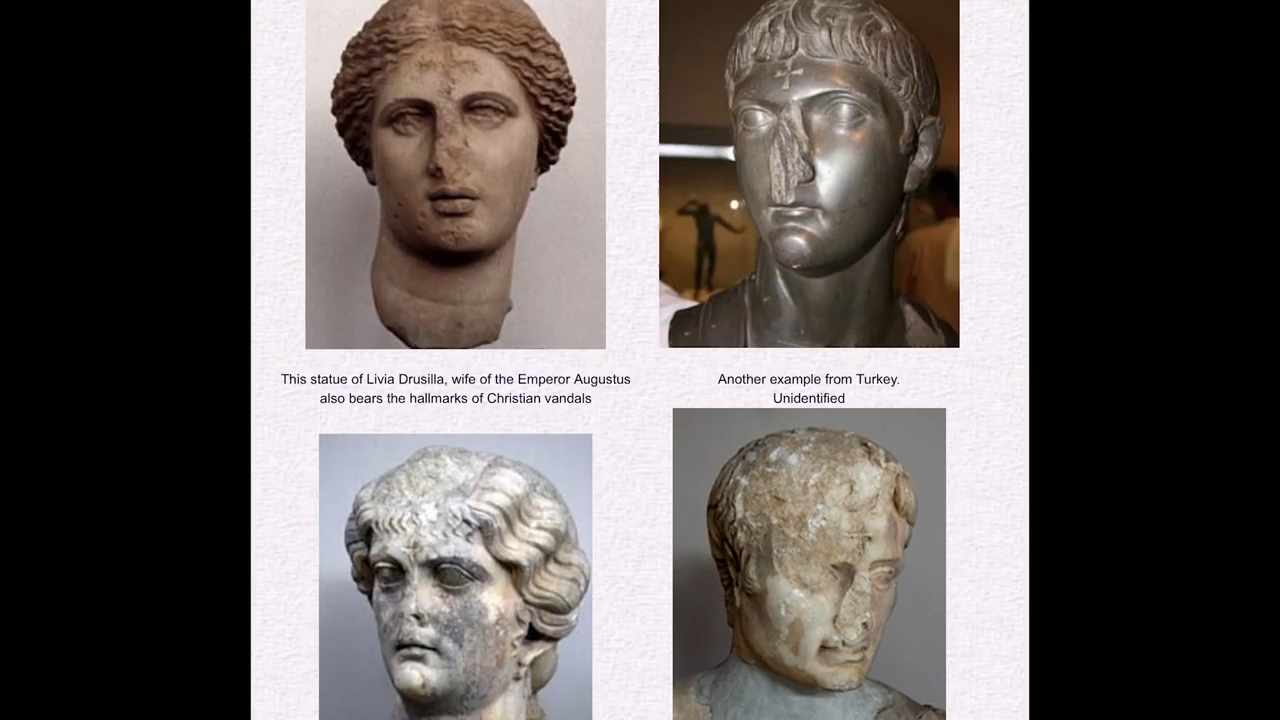 This statue of Livia Drusilla, wife of the Emperor Augustus
also bears the hallmarks of Christian vandals
Another example from Turkey.
Unidentified